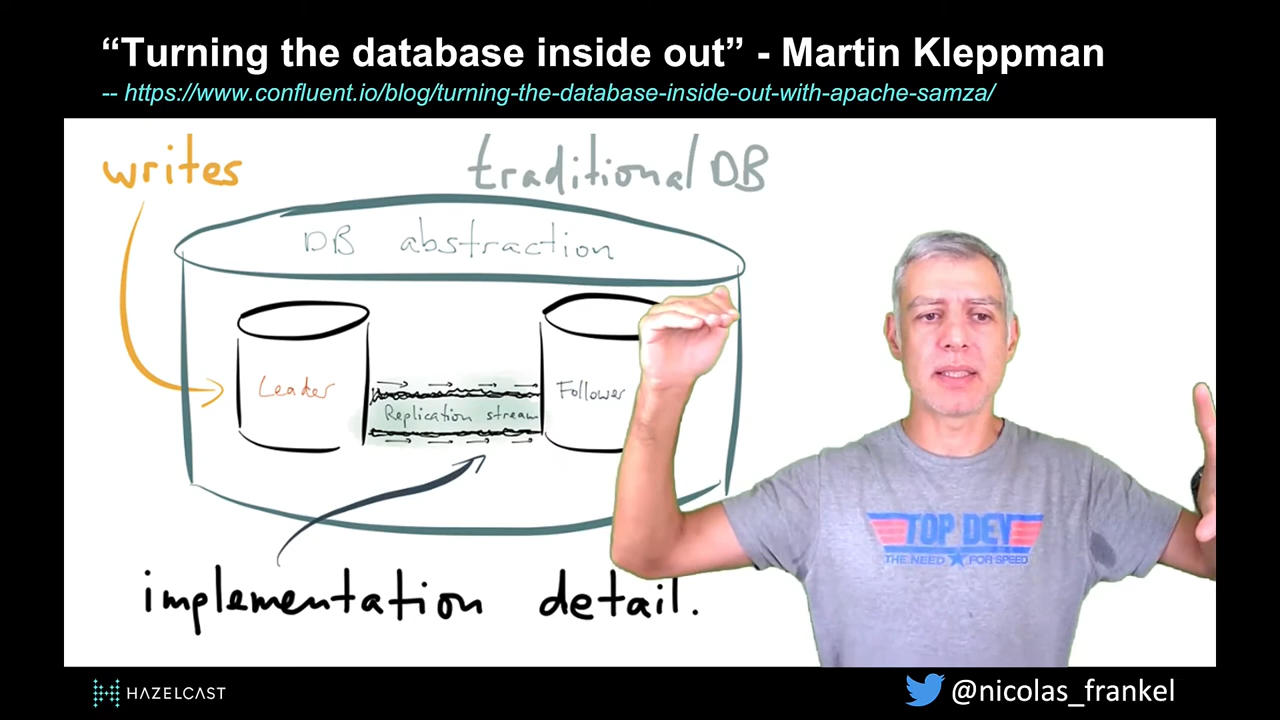 “Turning the database inside out” - Martin Kleppman
-- https://www.confluent.io/blog/turning-the-database-inside-out-with-apache-samza/
writes
traditional DB
DB abstraction
Leader
Replication stream
Follower
implementation detail.
TOP DEV
THE NEED FOR SPEED
HAZELCAST
@nicolas_frankel